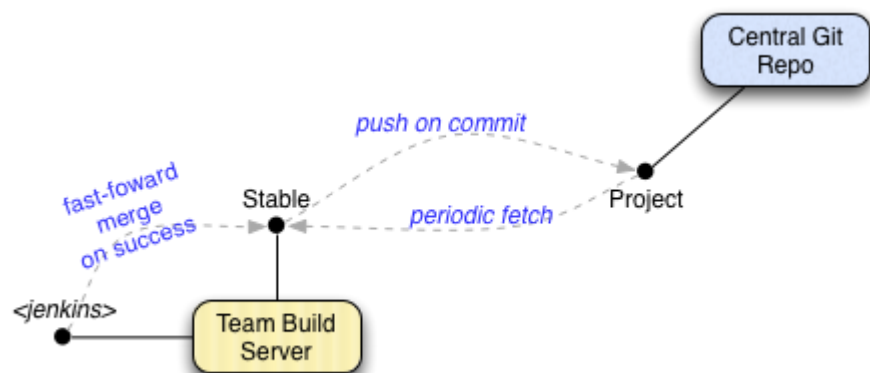 Central Git
Repo
push on commit
fast-foward
merge
on success
Stable
periodic fetch
Project
<jenkins>
Team Build
Server